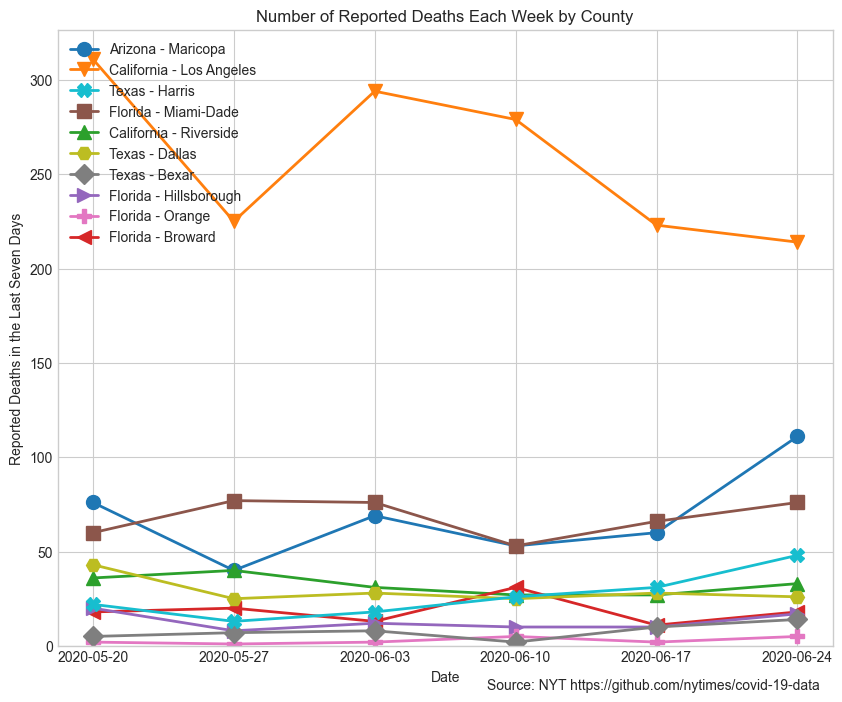 Number of Reported Deaths Each Week by County
Arizona - Maricopa
California - Los Angeles
Texas - Harris
Florida - Miami-Dade
California - Riverside
Texas - Dallas
Texas - Bexar
Florida - Hillsborough
Florida - Orange
Florida - Broward
Reported Deaths in the Last Seven Days
300
250
200
150
100
50
0
2020-05-20 2020-05-27 2020-06-03 2020-06-10 2020-06-17 2020-06-24
Date
Source: NYT https://github.com/nytimes/covid-19-data